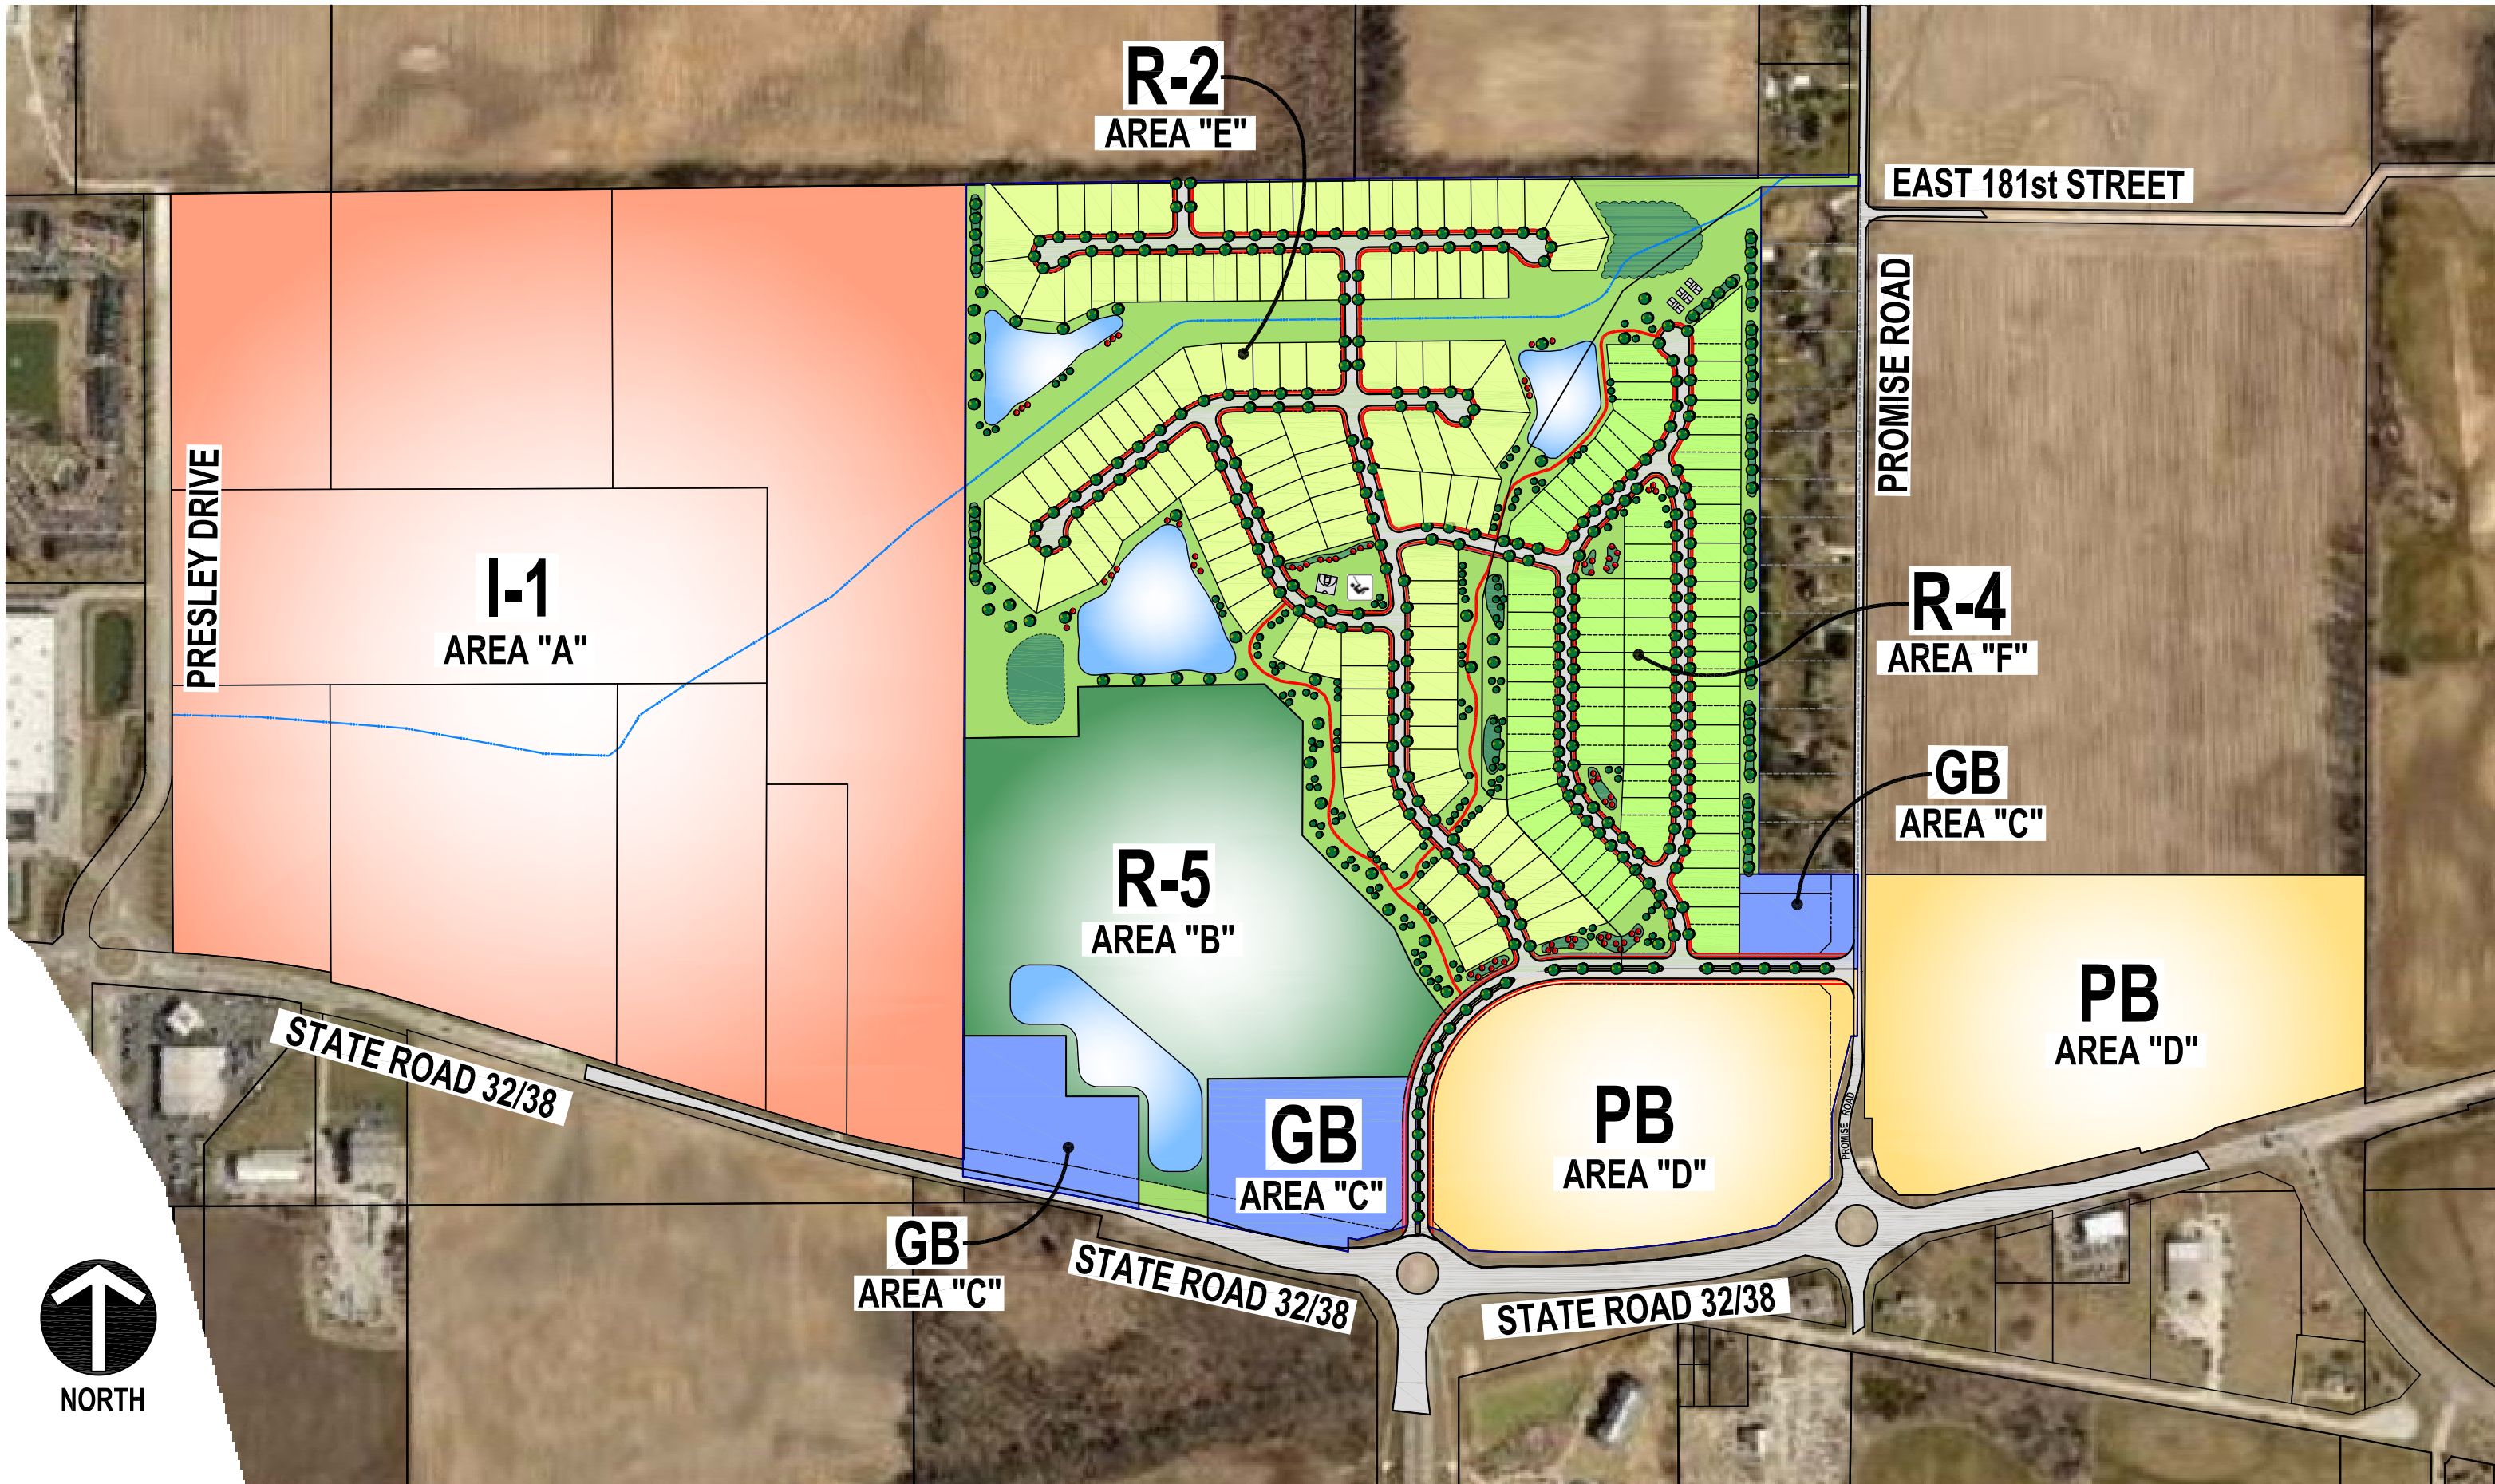 R-2
AREA "E"
EAST 181st STREET
PROMISE ROAD
PRESLEY DRIVE
I-1
AREA "A"
R-4
AREA "F"
GB
AREA "C"
R-5
AREA "B"
PB
AREA "D"
STATE ROAD 32/38
PB
AREA "D"
PROMISE ROAD
GB
AREA "C"
GB
AREA "C"
STATE ROAD 32/38
STATE ROAD 32/38
NORTH